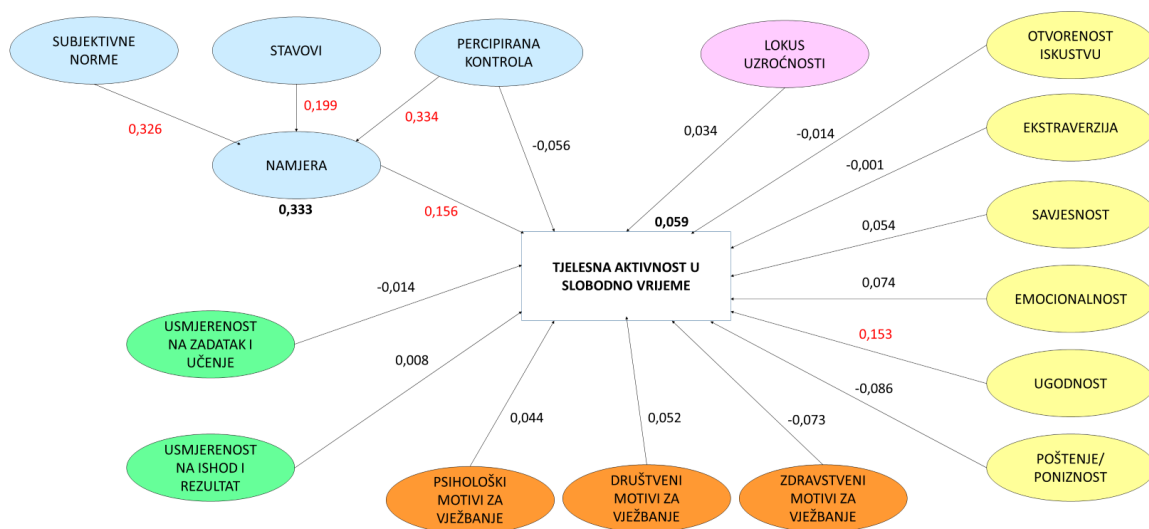 SUBJEKTIVNE
NORME
STAVOVI
PERCIPIRANA
KONTROLA
LOKUS
UZROĆNOSTI
OTVORENOST
ISKUSTVU
0,326
0,199
0,334
-0,056
0,034
-0,014
EKSTRAVERZIJA
-0,001
NAMJERA
0,333
0,156
0,059
0,054
SAVJESNOST
TJELESNA AKTIVNOST U
SLOBODNO VRIJEME
-0,014
0,074
EMOCIONALNOST
USMJERENOST
NA ZADATAK I
UČENJE
0,008
0,153
UGODNOST
0,044
0,052
-0,073
-0,086
USMJERENOST
NA ISHOD I
REZULTAT
PSIHOLOŠKI
MOTIVI ZA
VJEŽBANJE
DRUŠTVENI
MOTIVI ZA
VJEŽBANJE
ZDRAVSTVENI
MOTIVI ZA
VJEŽBANJE
POŠTENJE/
PONIZNOST